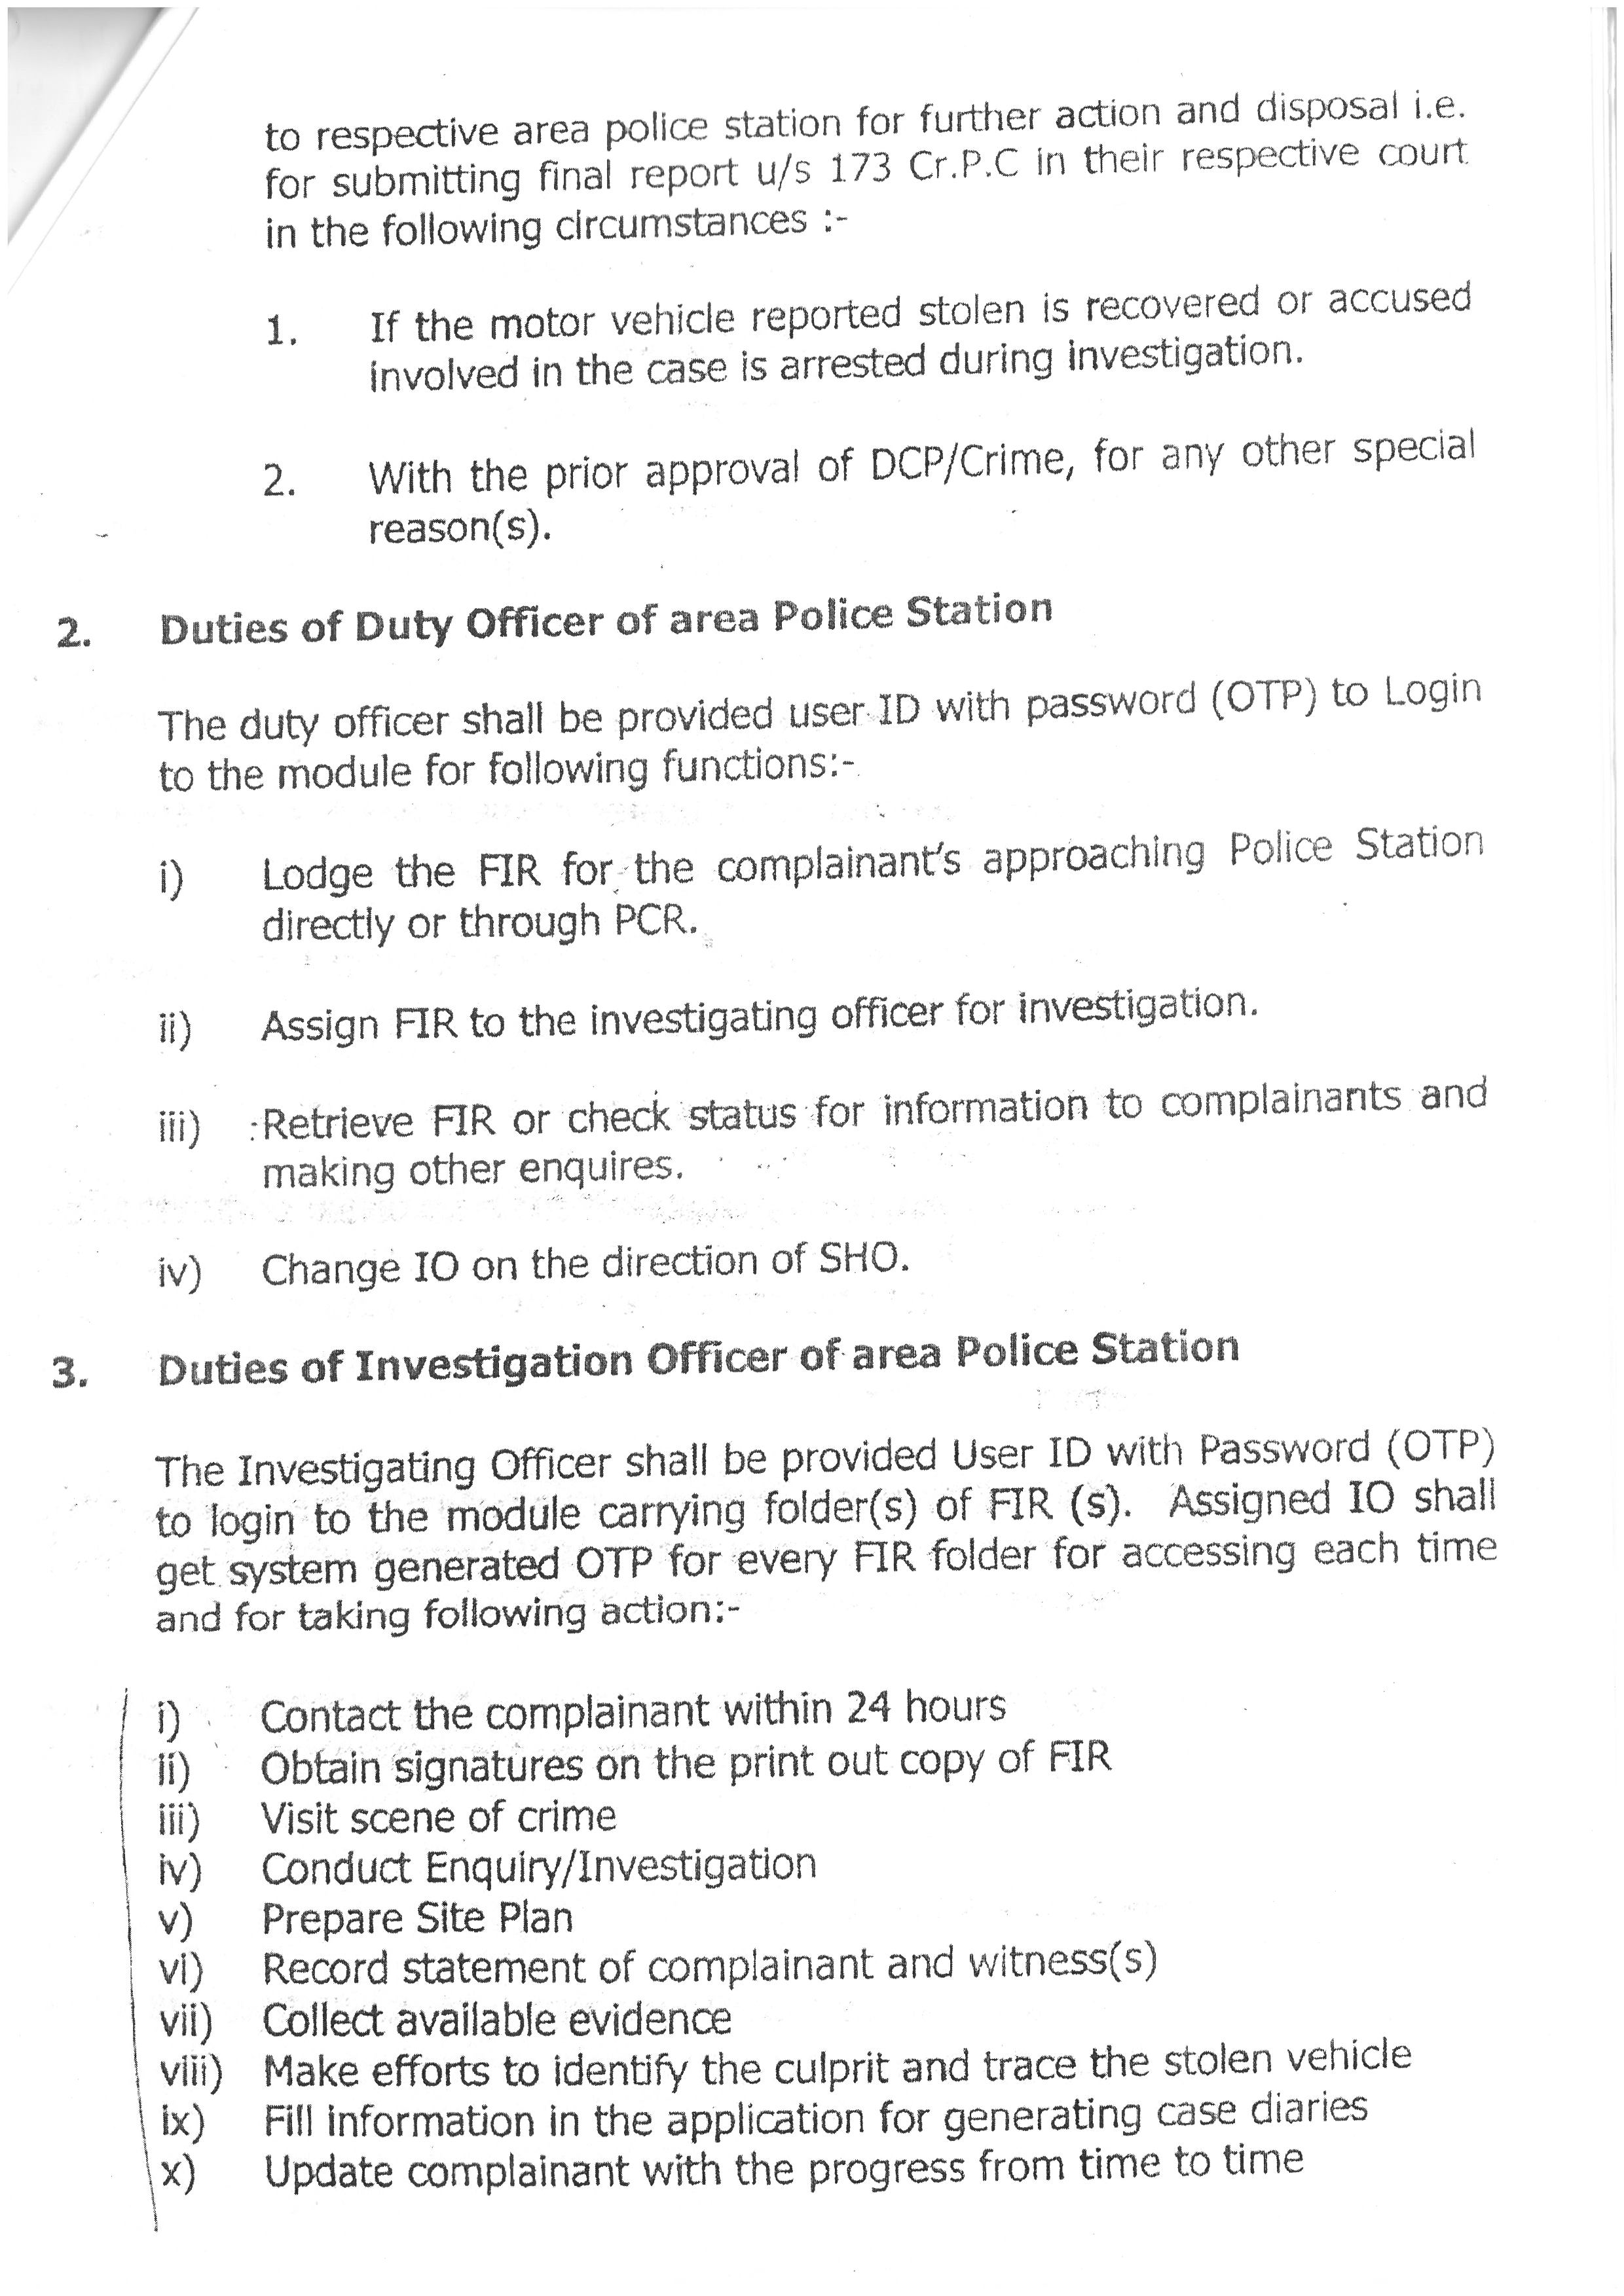 to respective area police station for further action and disposal i.e.
for submitting final report u/s 173 Cr.P.C in their respective court
in the following circumstances :-
1. If the motor vehicle reported stolen is recovered or accused
involved in the case is arrested during investigation.
2. With the prior approval of DCP/Crime, for any other special
reason(s).
2. Duties of Duty Officer of area Police Station
The duty officer shall be provided user ID with password (OTP) to Login
to the module for following functions:-
i) Lodge the FIR for the complainant's approaching Police Station
directly or through PCR.
ii) Assign FIR to the investigating officer for investigation.
iii) Retrieve FIR or check status for information to complainants and
making other enquires.
iv) Change IO on the direction of SHO.
3. Duties of Investigation Officer of area Police Station
The Investigating Officer shall be provided User ID with Password (OTP)
to login to the module carrying folder(s) of FIR (s). Assigned IO shall
get system generated OTP for every FIR folder for accessing each time
and for taking following action:-
i) Contact the complainant within 24 hours
ii) Obtain signatures on the print out copy of FIR
iii) Visit scene of crime
iv) Conduct Enquiry/Investigation
v) Prepare Site Plan
vi) Record statement of complainant and witness(s)
vii) Collect available evidence
viii) Make efforts to identify the culprit and trace the stolen vehicle
ix) Fill information in the application for generating case diaries
x) Update complainant with the progress from time to time